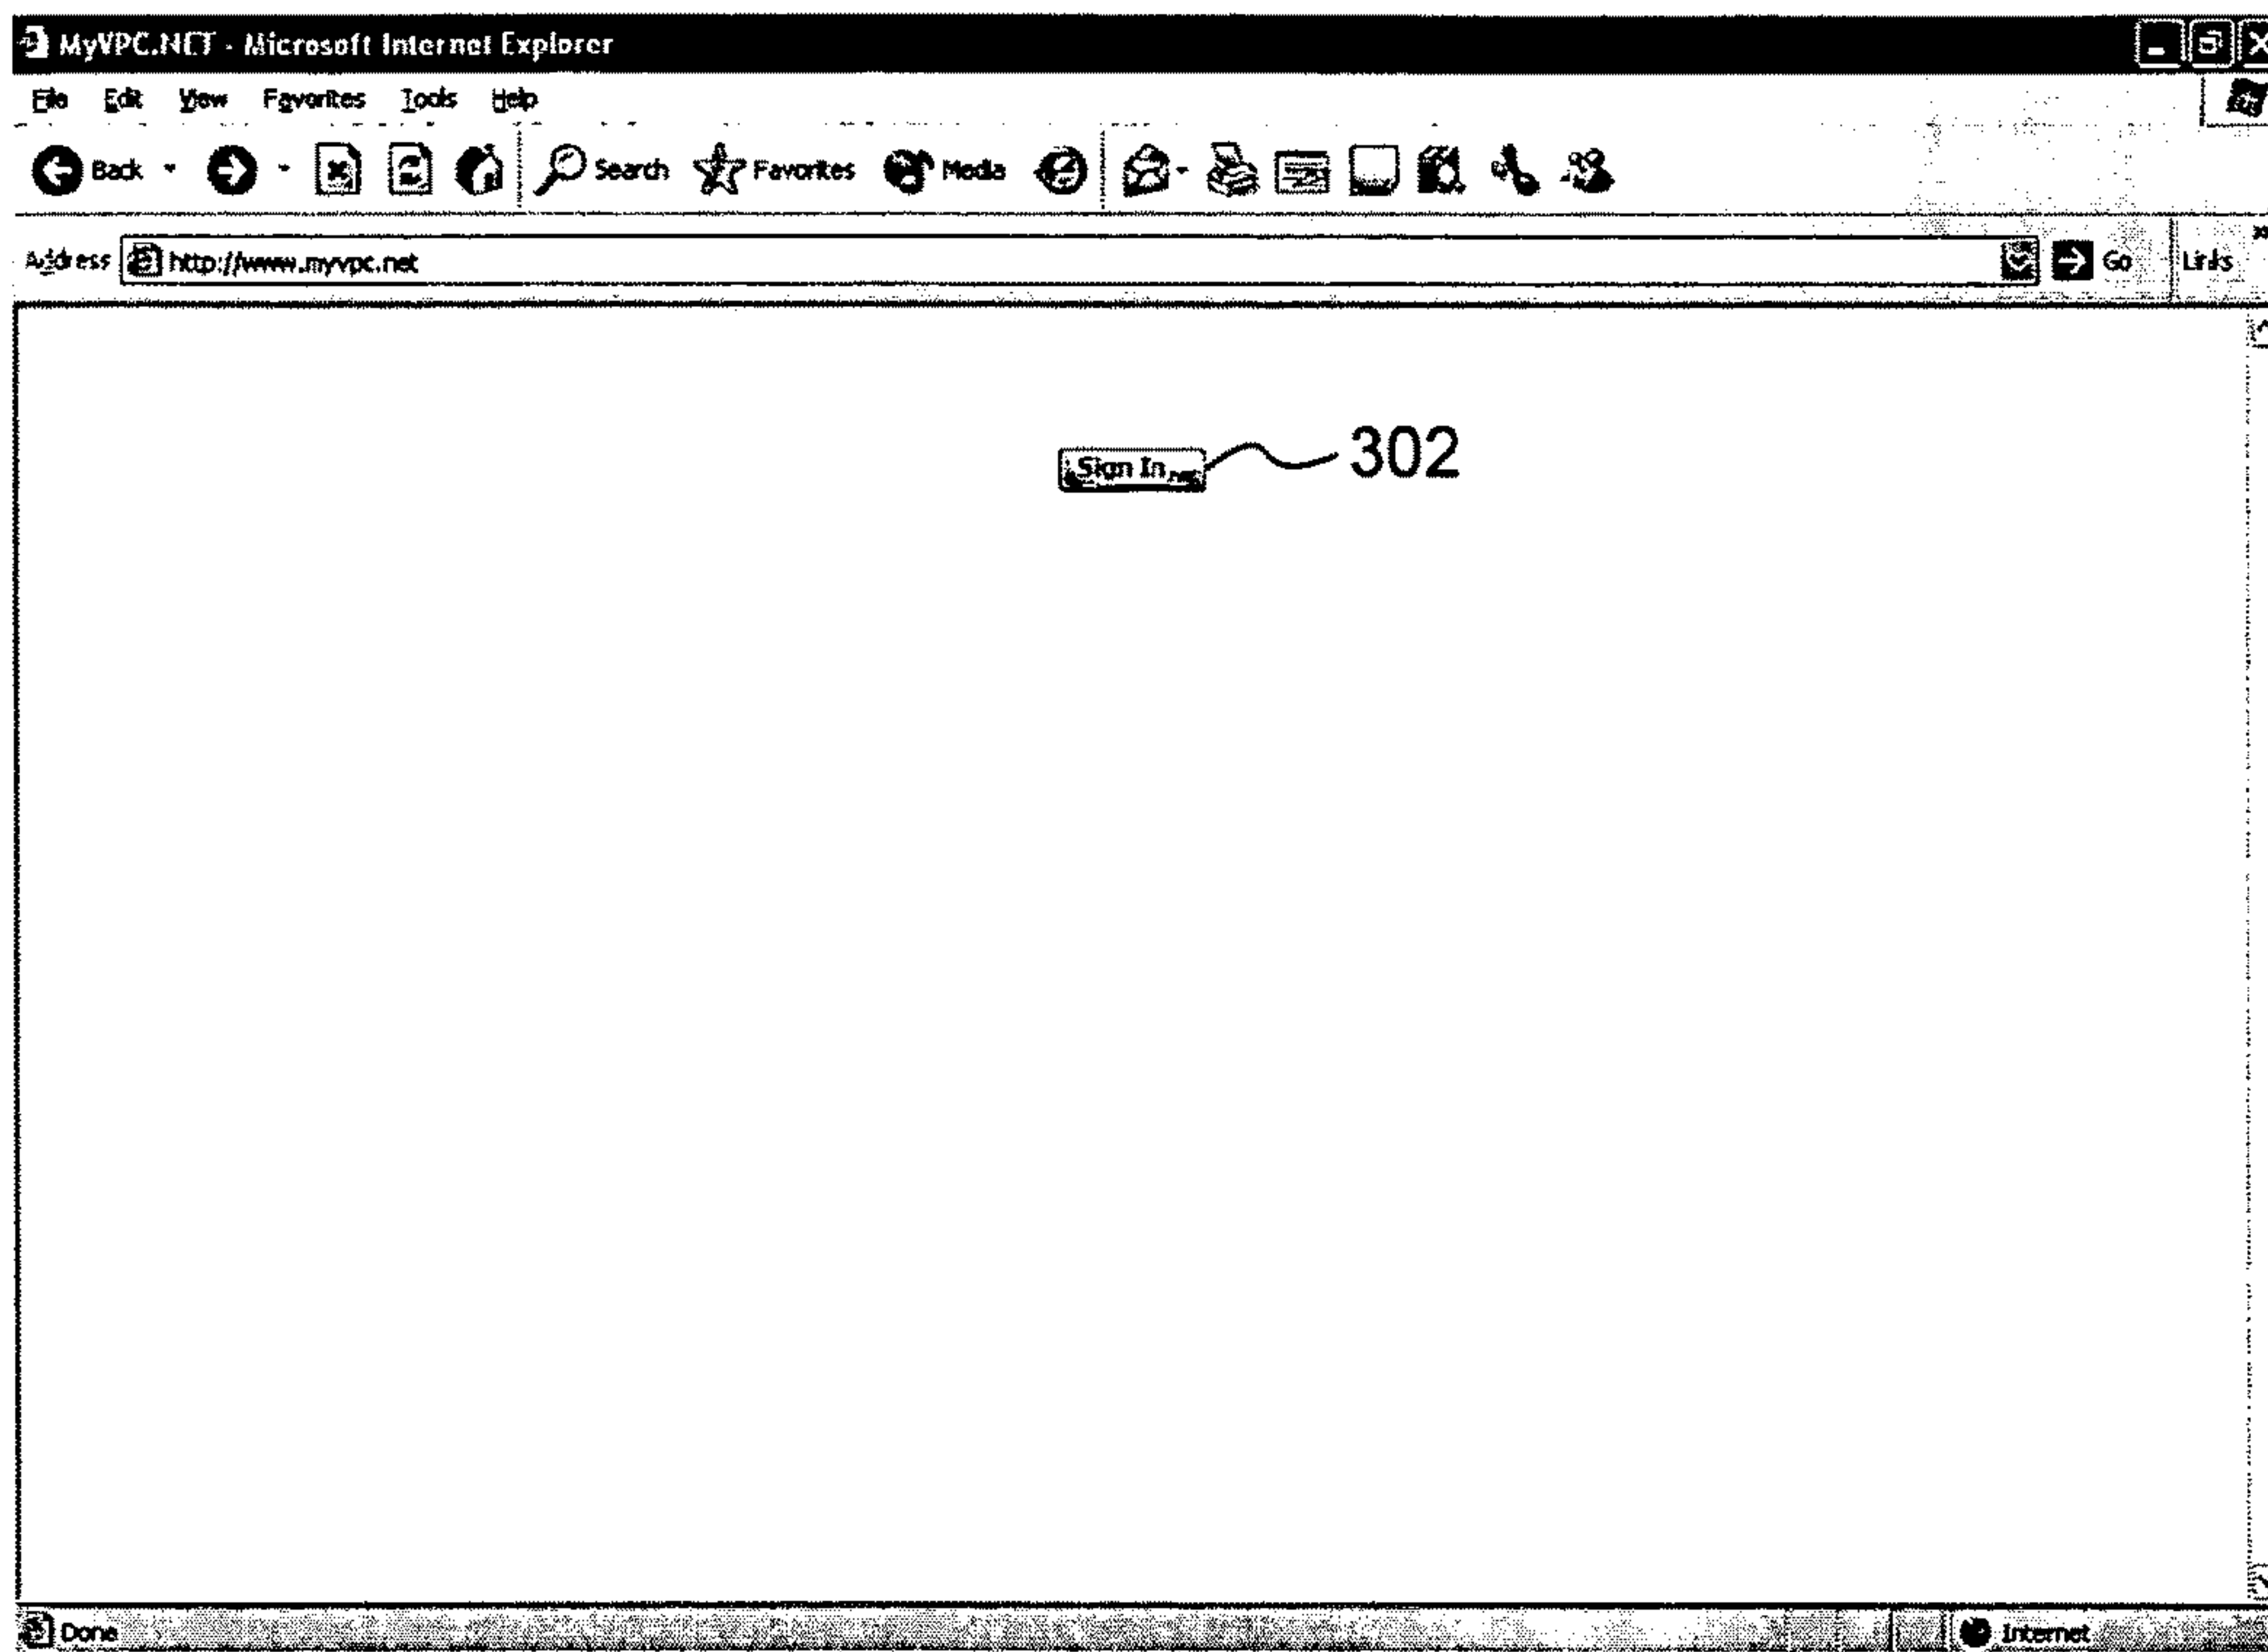 MyVPC.NET - Microsoft Internet Explorer
File Edit View Favorites Tools Help
Back Search Favorites Media
Address http://www.myvpc.net Go Links
Sign In .net 302
Done Internet